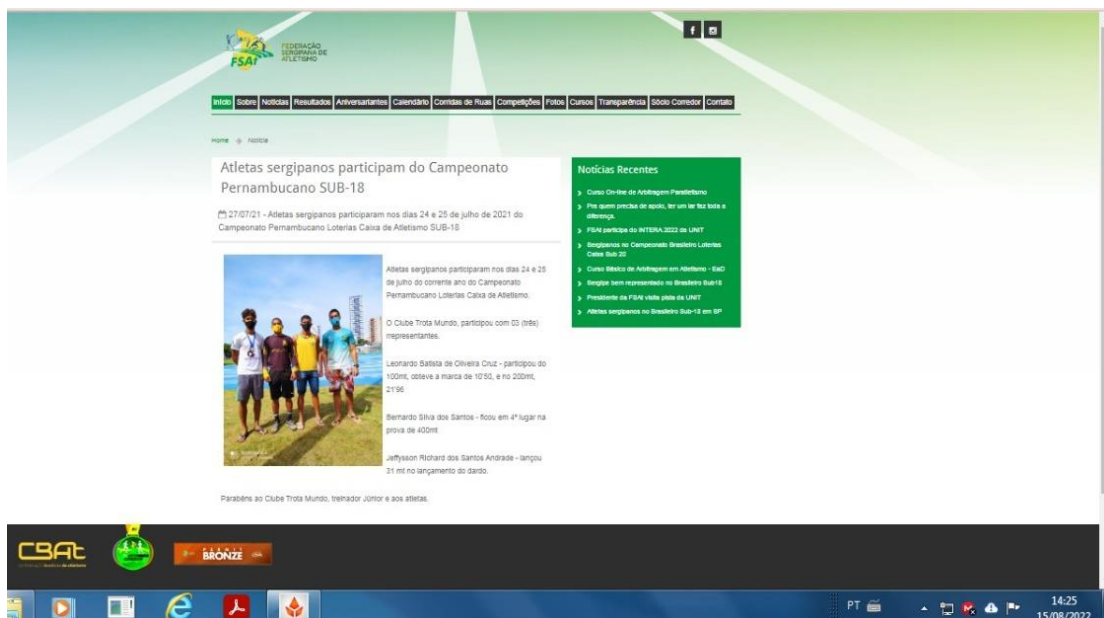 FSAt
FEDERAÇÃO
SERGIPANA DE
ATLETISMO
Início Sobre Notícias Resultados Aniversariantes Calendário Corridas de Ruas Competições Fotos Cursos Transparência Sócio Corredor Contato
Home Notícia
Atletas sergipanos participam do Campeonato
Pernambucano SUB-18
27/07/21 - Atletas sergipanos participaram nos dias 24 e 25 de julho de 2021 do
Campeonato Pernambucano Loterias Caixa de Atletismo SUB-18
Atletas sergipanos participaram nos dias 24 e 25
de julho do corrente ano do Campeonato
Pernambucano Loterias Caixa de Atletismo.
O Clube Trota Mundo, participou com 03 (três)
representantes.
Leonardo Batista de Oliveira Cruz - participou do
100mt, obteve a marca de 10'50, e no 200mt,
21'96
Bernardo Silva dos Santos - ficou em 4º lugar na
prova de 400mt
Jeffysson Richard dos Santos Andrade - lançou
31 mt no lançamento do dardo.
Parabéns ao Clube Trota Mundo, treinador Júnior e aos atletas.
Notícias Recentes
Curso On-line de Arbitragem Paratletismo
Pra quem precisa de apoio, ter um lar faz toda a
diferença.
FSAt participa do INTERA 2022 da UNIT
Sergipanos no Campeonato Brasileiro Loterias
Caixa Sub 20
Curso Básico de Arbitragem em Atletismo - EaD
Sergipe bem representado no Brasileiro Sub18
Presidente da FSAt visita pista da UNIT
Atletas sergipanos no Brasileiro Sub-18 em SP
CBAt
PERMIT
BRONZE
PT
14:25
15/08/2022